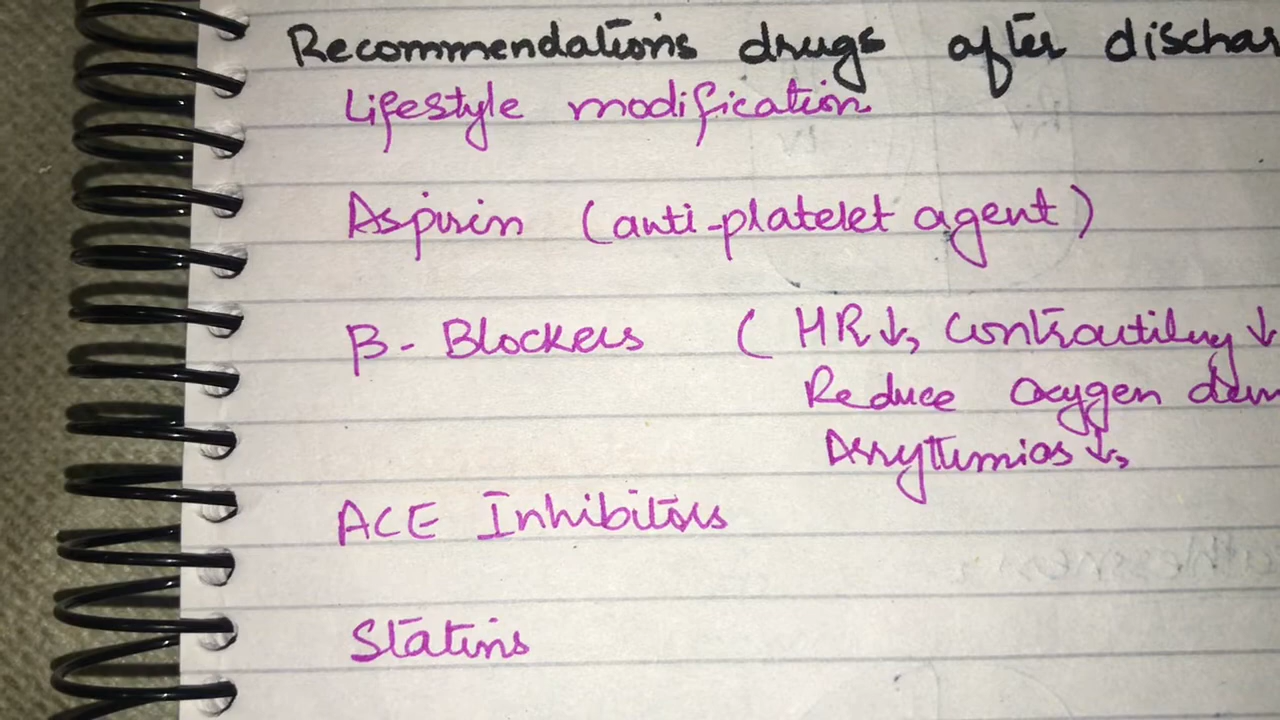 Recommendations drugs after dischar
Lifestyle modification
Aspirin (anti-platelet agent)
β- Blockers ( HR↓, Contractility ↓
Reduce oxygen dem
Arrythmias ↓,
ACE Inhibitors
Statins